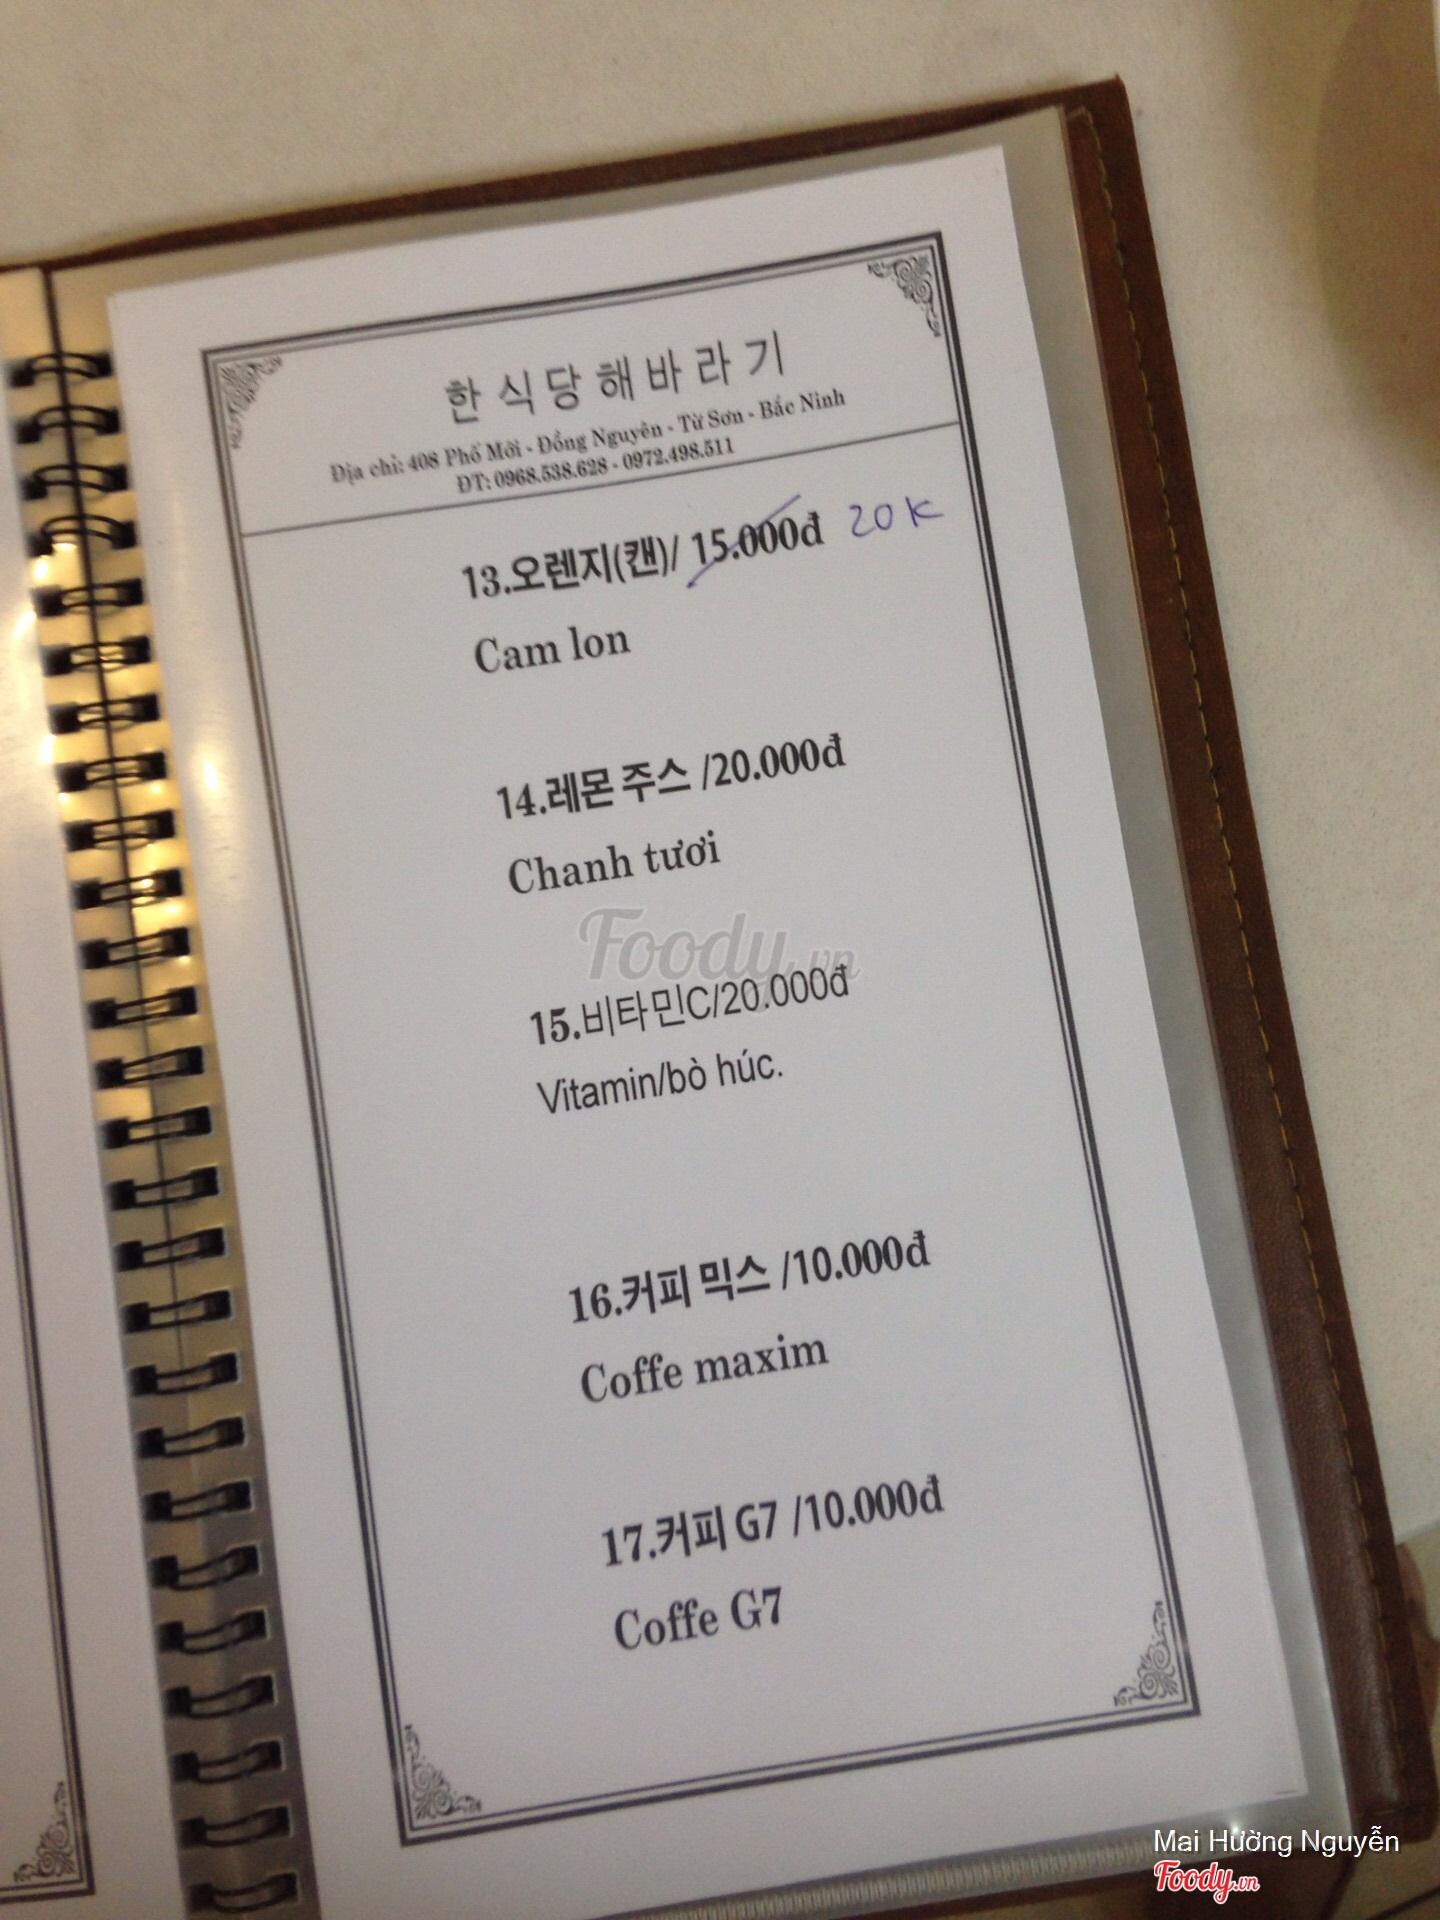 한식당해바라기
Địa chỉ: 408 Phố Mới - Đồng Nguyên - Từ Sơn - Bắc Ninh
ĐT: 0968.538.628 - 0972.498.511
13.오렌지(캔)/ 15.000đ 20K
Cam lon
14.레몬 주스 /20.000đ
Chanh tươi
Foody.vn
15.비타민C/20.000đ
Vitamin/bò húc.
16.커피 믹스 /10.000đ
Coffe maxim
17.커피 G7 /10.000đ
Coffe G7
Mai Hường Nguyễn
Foody.vn